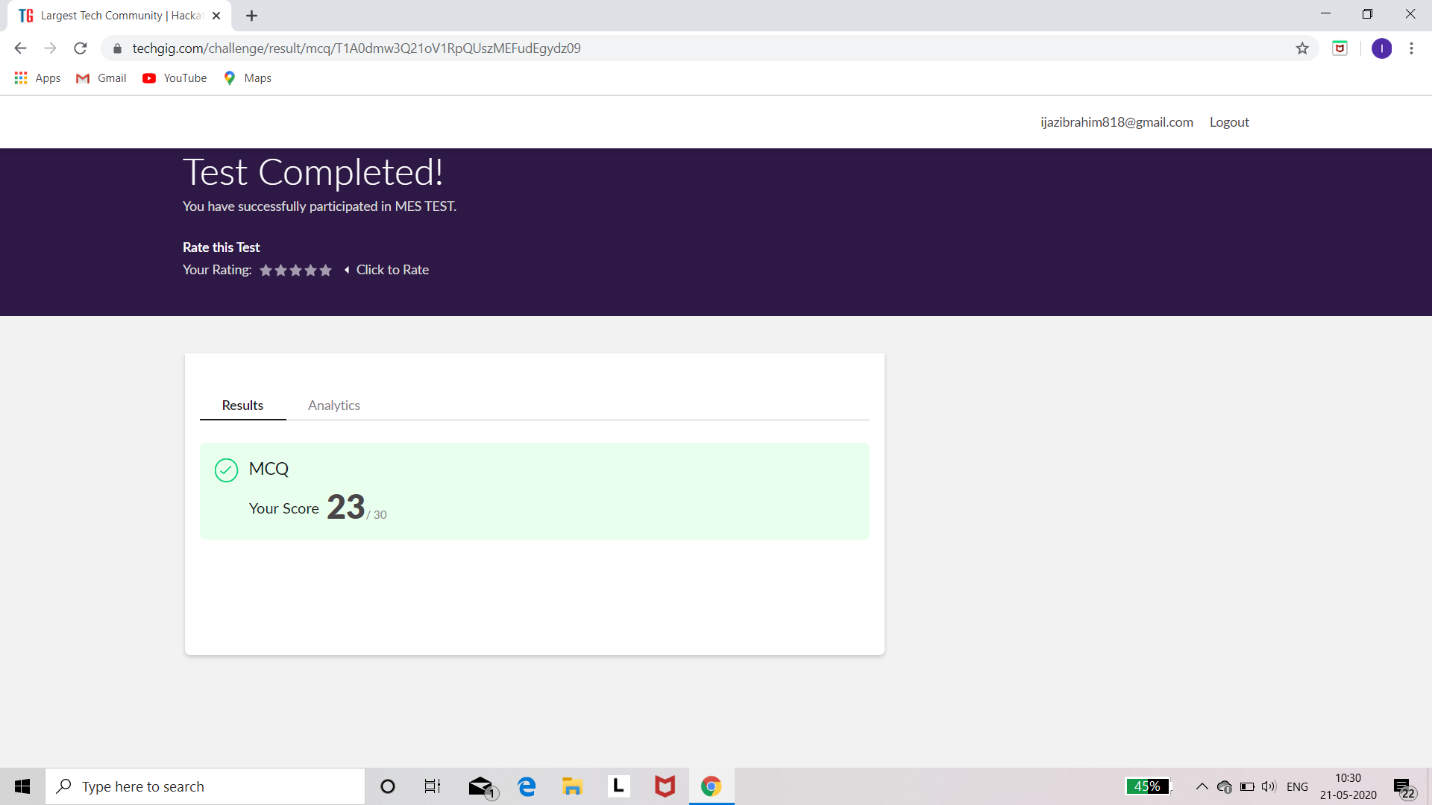 TG Largest Tech Community | Hacka
techgig.com/challenge/result/mcq/T1A0dmw3Q21oV1RpQUszMEFudEgydz09
I
Apps Gmail YouTube Maps
ijazibrahim818@gmail.com Logout
Test Completed!
You have successfully participated in MES TEST.
Rate this Test
Your Rating: Click to Rate
Results Analytics
MCQ
Your Score 23 / 30
Type here to search
1
L
45%
ENG
10:30
21-05-2020
22